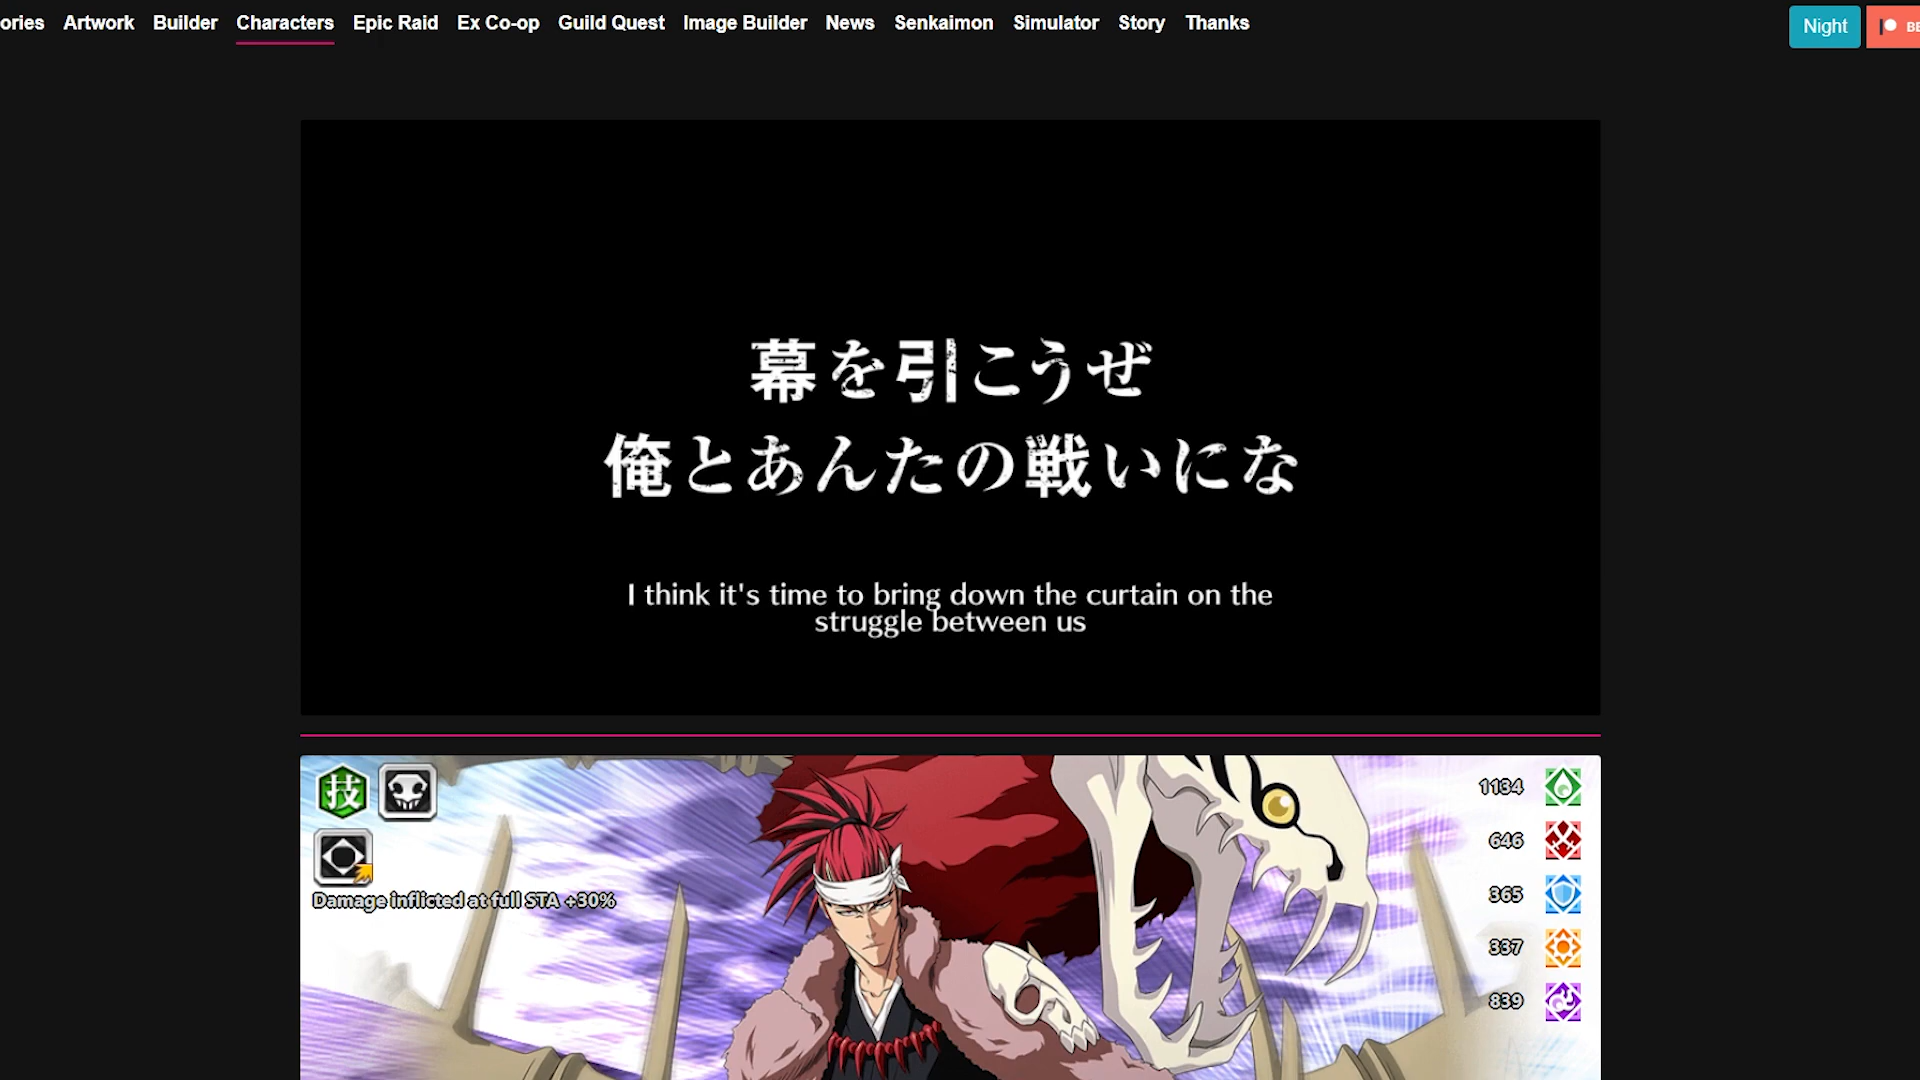 ories Artwork Builder Characters Epic Raid Ex Co-op Guild Quest Image Builder News Senkaimon Simulator Story Thanks Night BE
幕を引こうぜ
俺とあんたの戦いにな
I think it's time to bring down the curtain on the
struggle between us
技
1134
646
Damage inflicted at full STA +30%
365
337
839